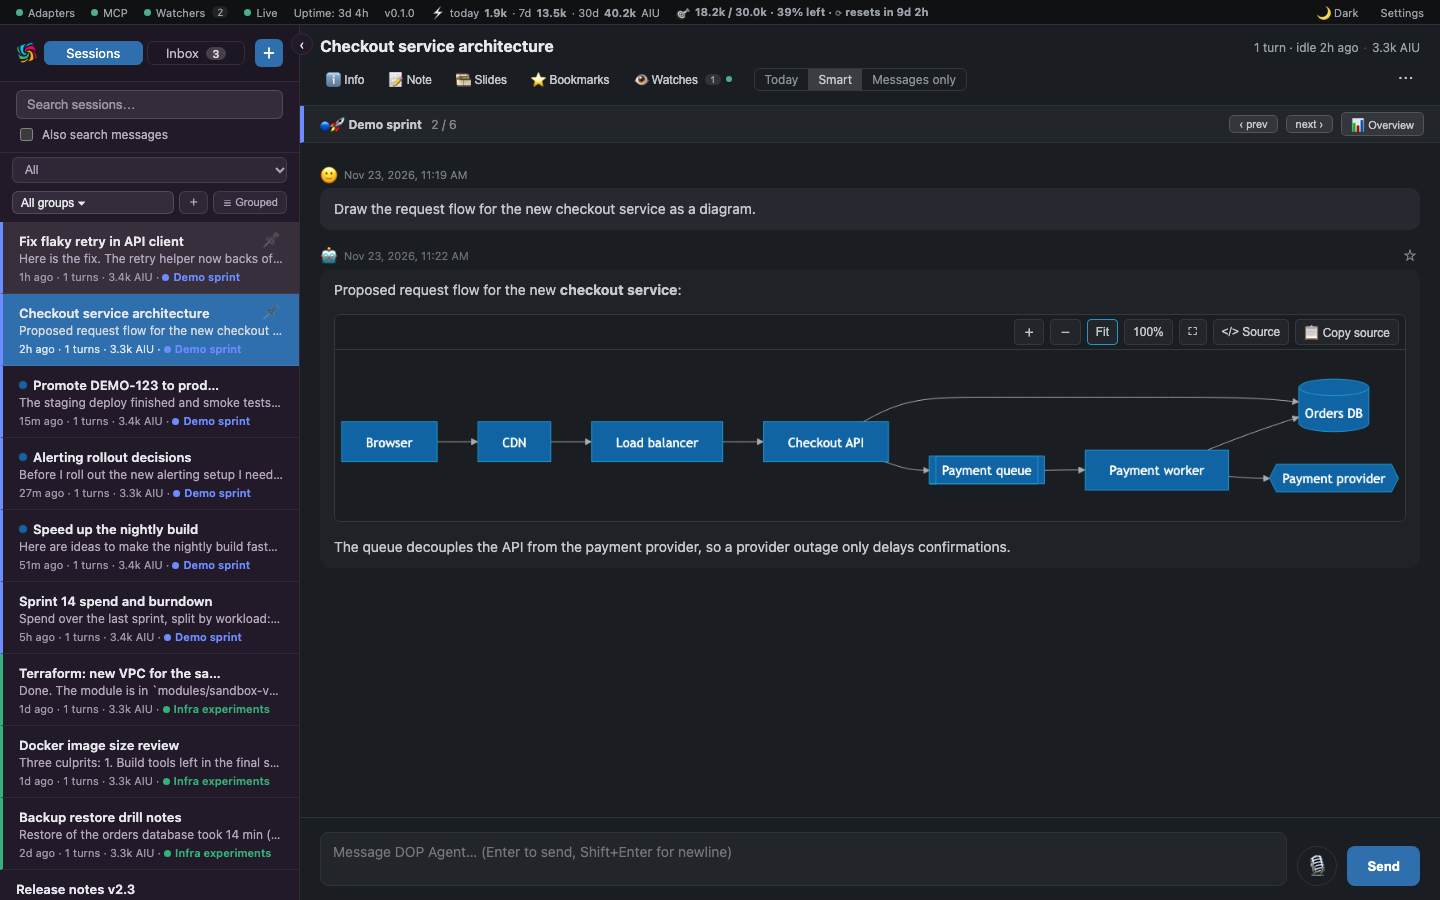 Adapters MCP Watchers 2 Live Uptime: 3d 4h v0.1.0 ⚡ today 1.9k · 7d 13.5k · 30d 40.2k AIU 18.2k / 30.0k · 39% left · resets in 9d 2h Dark Settings
Sessions Inbox 3 +
Search sessions…
Also search messages
All
All groups ▾ + ≡ Grouped
Fix flaky retry in API client
Here is the fix. The retry helper now backs of…
1h ago · 1 turns · 3.4k AIU · Demo sprint
Checkout service architecture
Proposed request flow for the new checkout …
2h ago · 1 turns · 3.3k AIU · Demo sprint
Promote DEMO-123 to prod…
The staging deploy finished and smoke tests…
15m ago · 1 turns · 3.4k AIU · Demo sprint
Alerting rollout decisions
Before I roll out the new alerting setup I need…
27m ago · 1 turns · 3.3k AIU · Demo sprint
Speed up the nightly build
Here are ideas to make the nightly build fast…
51m ago · 1 turns · 3.4k AIU · Demo sprint
Sprint 14 spend and burndown
Spend over the last sprint, split by workload:…
5h ago · 1 turns · 3.4k AIU · Demo sprint
Terraform: new VPC for the sa…
Done. The module is in `modules/sandbox-v…
1d ago · 1 turns · 3.3k AIU · Infra experiments
Docker image size review
Three culprits: 1. Build tools left in the final s…
1d ago · 1 turns · 3.3k AIU · Infra experiments
Backup restore drill notes
Restore of the orders database took 14 min (…
2d ago · 1 turns · 3.3k AIU · Infra experiments
Release notes v2.3
‹ Checkout service architecture
1 turn · idle 2h ago · 3.3k AIU
Info Note Slides Bookmarks Watches 1 Today Smart Messages only ···
Demo sprint 2 / 6 ‹ prev next › Overview
Nov 23, 2026, 11:19 AM
Draw the request flow for the new checkout service as a diagram.
Nov 23, 2026, 11:22 AM
Proposed request flow for the new checkout service:
+ − Fit 100% </> Source Copy source
Orders DB
Browser CDN Load balancer Checkout API
Payment queue Payment worker
Payment provider
The queue decouples the API from the payment provider, so a provider outage only delays confirmations.
Message DOP Agent… (Enter to send, Shift+Enter for newline)
Send